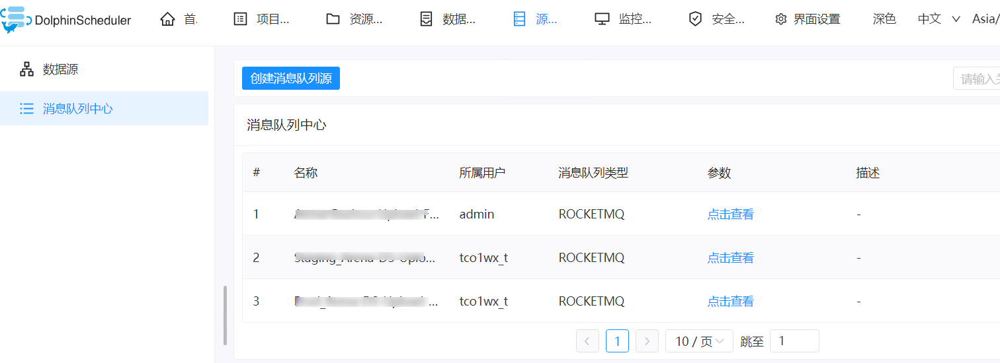 DolphinScheduler 首. 项目... 资源... 数据... 源... 监控... 安全... 界面设置 深色 中文 Asia/
数据源
消息队列中心
创建消息队列源
请输入关
消息队列中心
# 名称 所属用户 消息队列类型 参数 描述
1 admin ROCKETMQ 点击查看 -
2 tco1wx_t ROCKETMQ 点击查看 -
3 tco1wx_t ROCKETMQ 点击查看 -
1 10 / 页 跳至 1